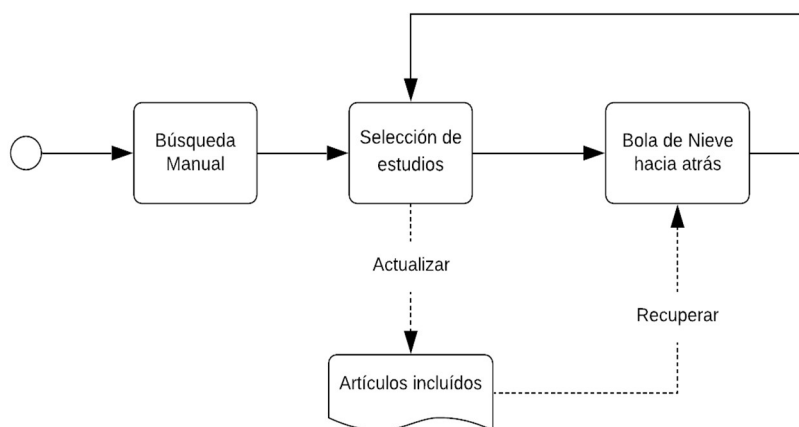 Búsqueda
Manual
Selección de
estudios
Bola de Nieve
hacia atrás
Actualizar
Recuperar
Artículos incluídos